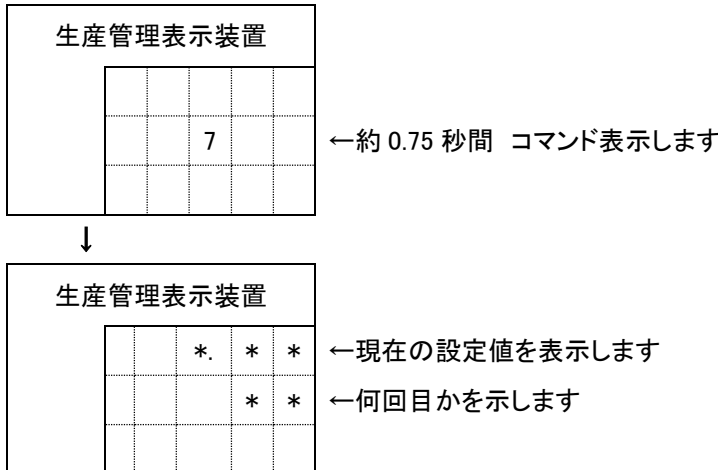 生産管理表示装置
7 ←約 0.75 秒間 コマンド表示します
↓
生産管理表示装置
*. * * ←現在の設定値を表示します
* * ←何回目かを示します